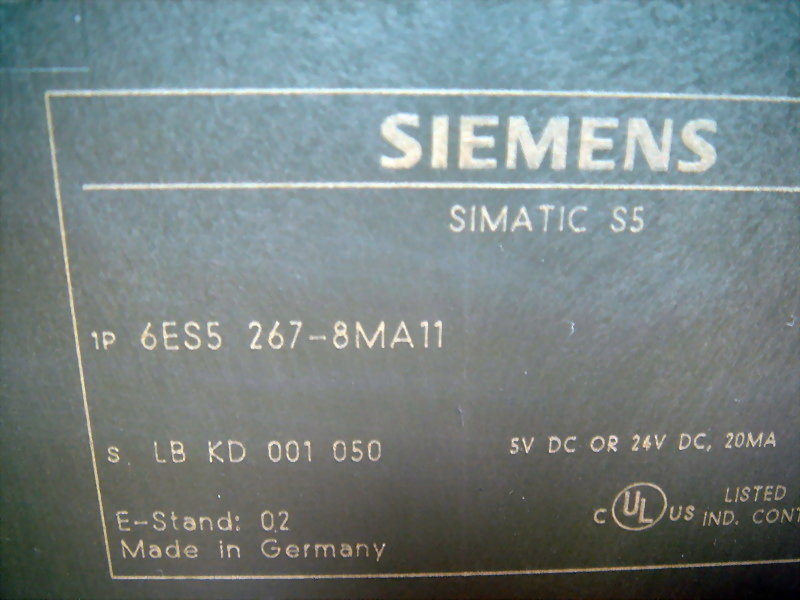 SIEMENS
SIMATIC S5
1P 6ES5 267-8MA11
S. LB KD 001 050
5V DC OR 24V DC, 20MA
E-Stand: 02
Made in Germany
C UL US LISTED
IND. CONT